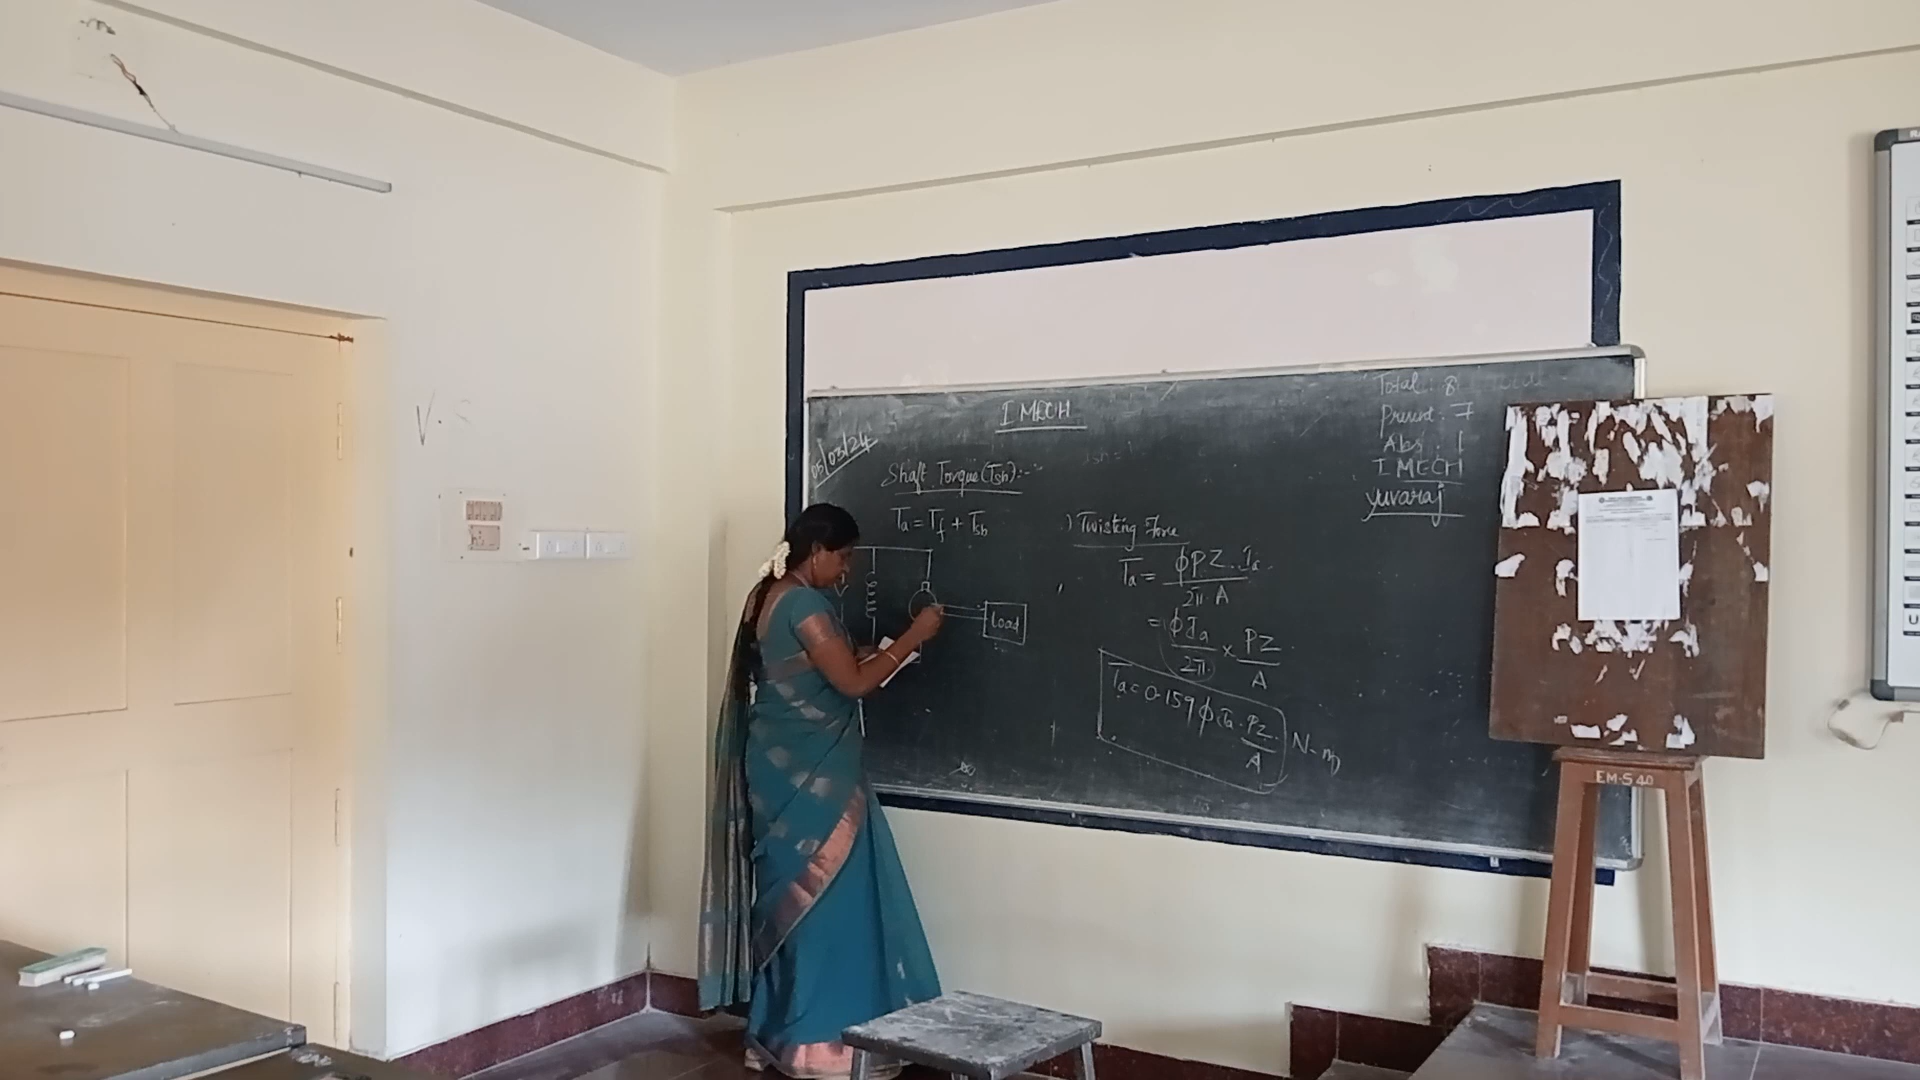 I MECH
05/03/24
Shaft Torque (Tsh):-
Ta = Tf + Tsh
Load
) Twisting Force
Ta = ϕPZ . Ia / 2π . A
= ϕIa / 2π × PZ / A
Ta = 0.159 ϕIa . PZ / A N-m
Total : 8
Present : 7
Abs : 1
I MECH
Yuvaraj
EM-S 40